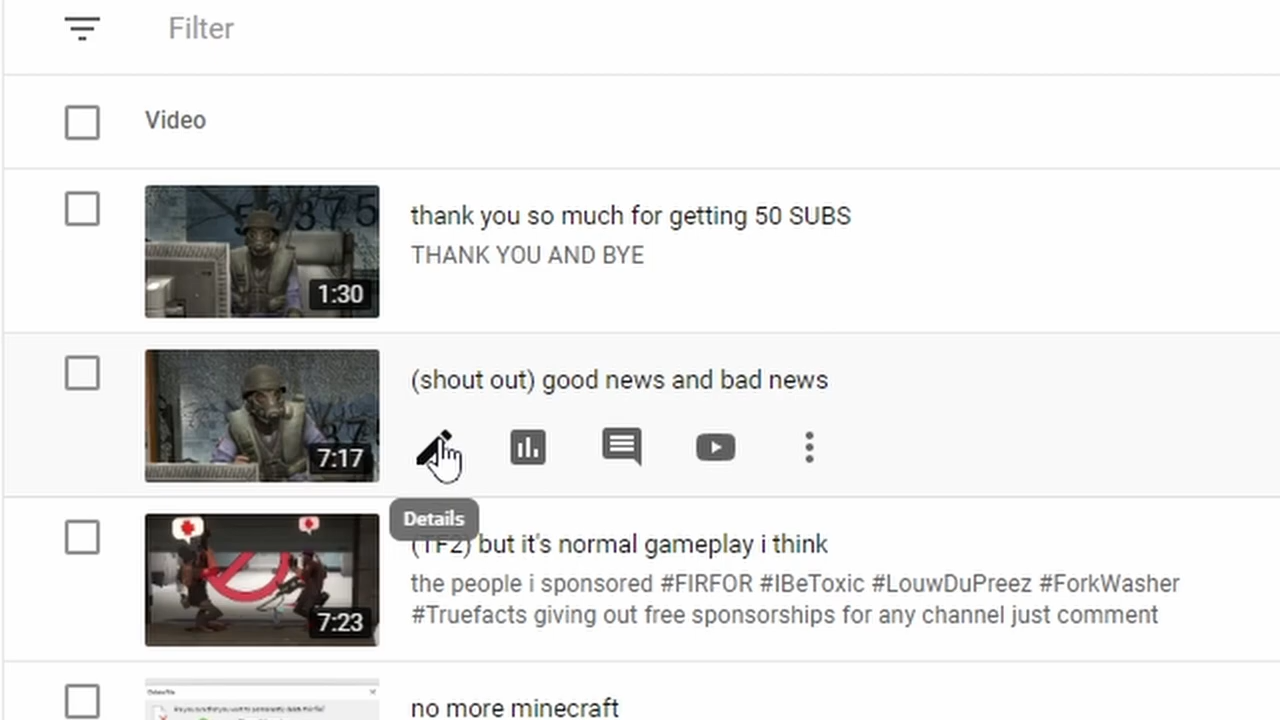 Filter
Video
52375
1:30
thank you so much for getting 50 SUBS
THANK YOU AND BYE
7:17
(shout out) good news and bad news
Details
7:23
(TF2) but it's normal gameplay i think
the people i sponsored #FIRFOR #IBeToxic #LouwDuPreez #ForkWasher
#Truefacts giving out free sponsorships for any channel just comment
no more minecraft